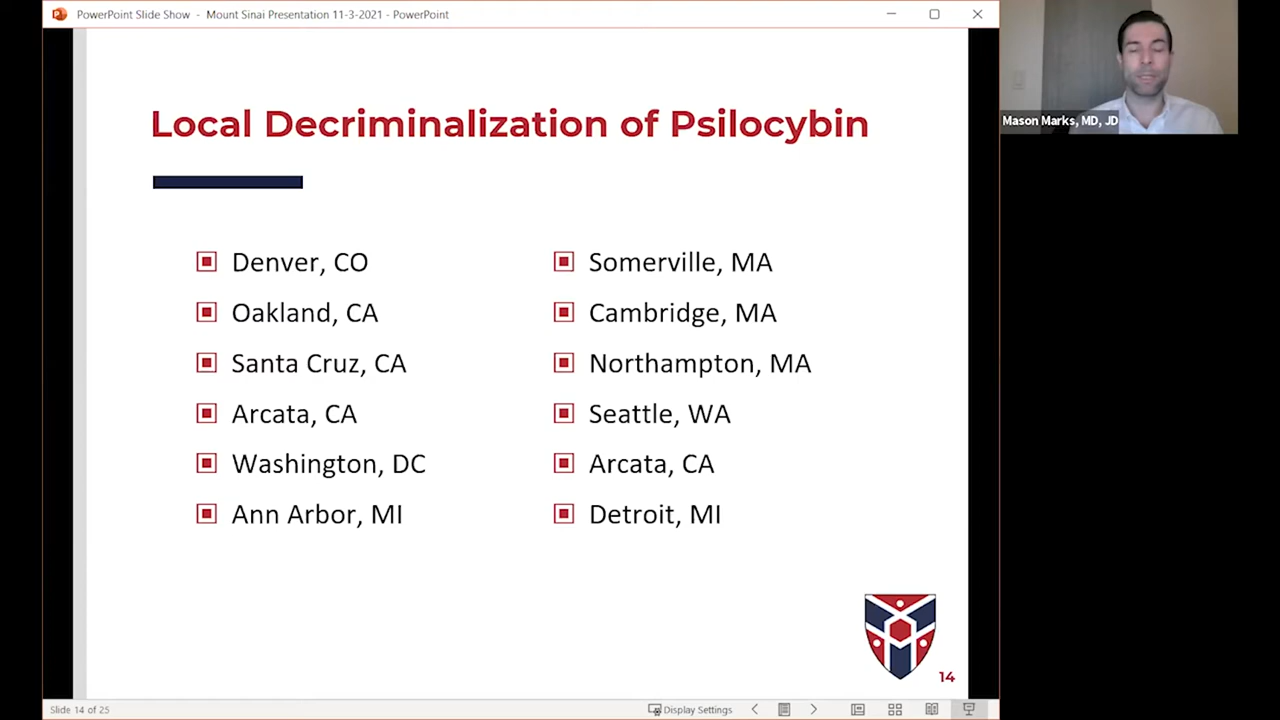 PowerPoint Slide Show - Mount Sinai Presentation 11-3-2021 - PowerPoint
Mason Marks, MD, JD
Local Decriminalization of Psilocybin
Denver, CO
Oakland, CA
Santa Cruz, CA
Arcata, CA
Washington, DC
Ann Arbor, MI
Somerville, MA
Cambridge, MA
Northampton, MA
Seattle, WA
Arcata, CA
Detroit, MI
14
Slide 14 of 25
Display Settings